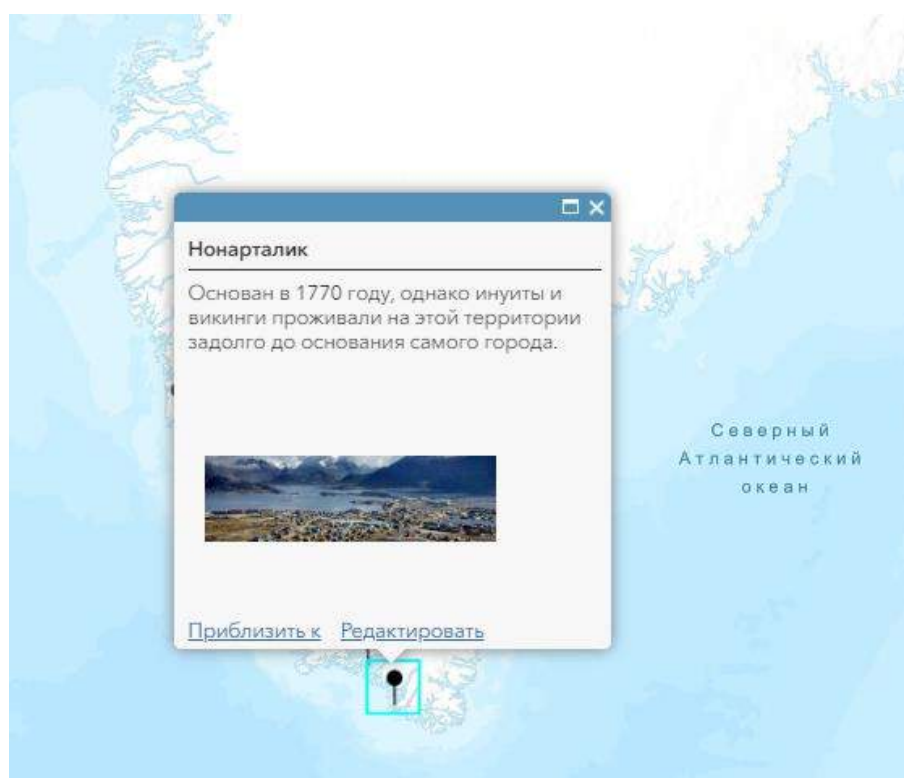 Нонарталик
Основан в 1770 году, однако инуиты и
викинги проживали на этой территории
задолго до основания самого города.
Приблизить к Редактировать
Северный
Атлантический
океан